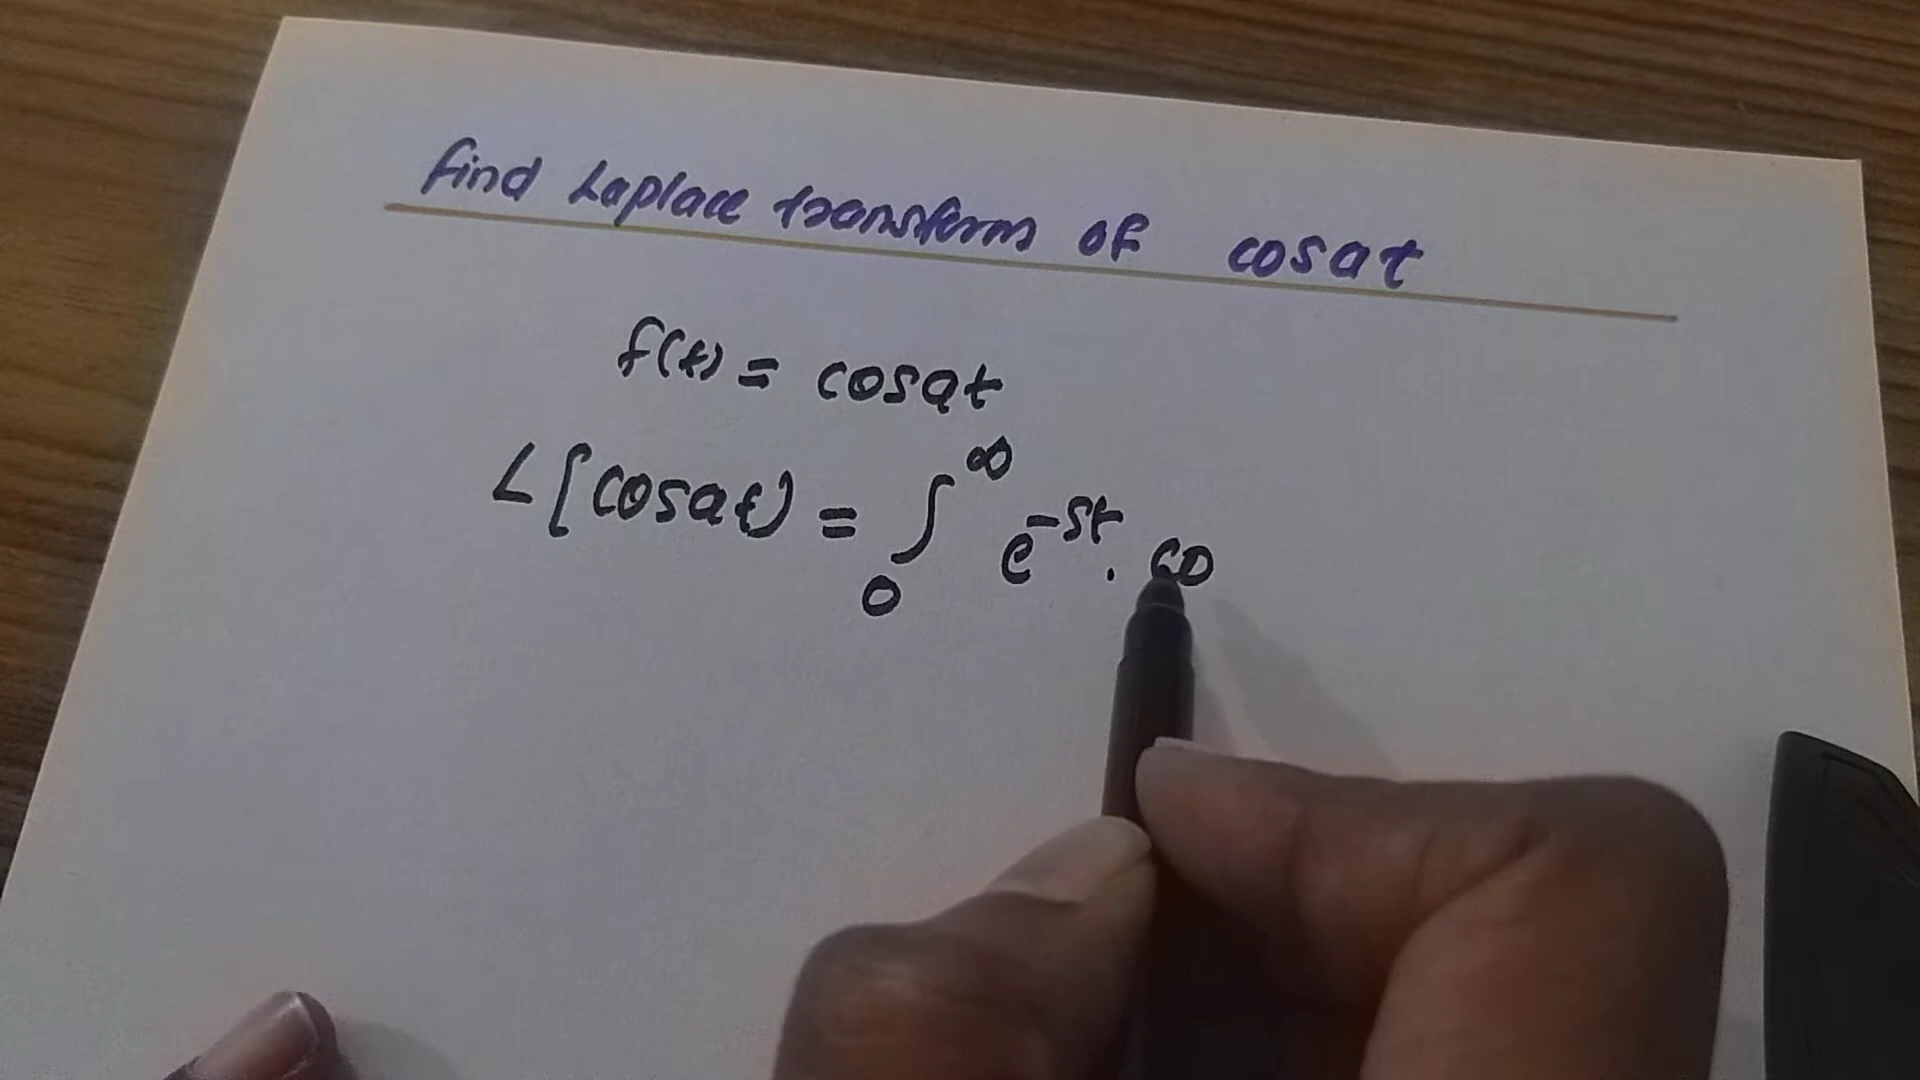 find Laplace transform of cosat
f(t) = cosat
L[cosat) = ∫₀^∞ e^-st . co